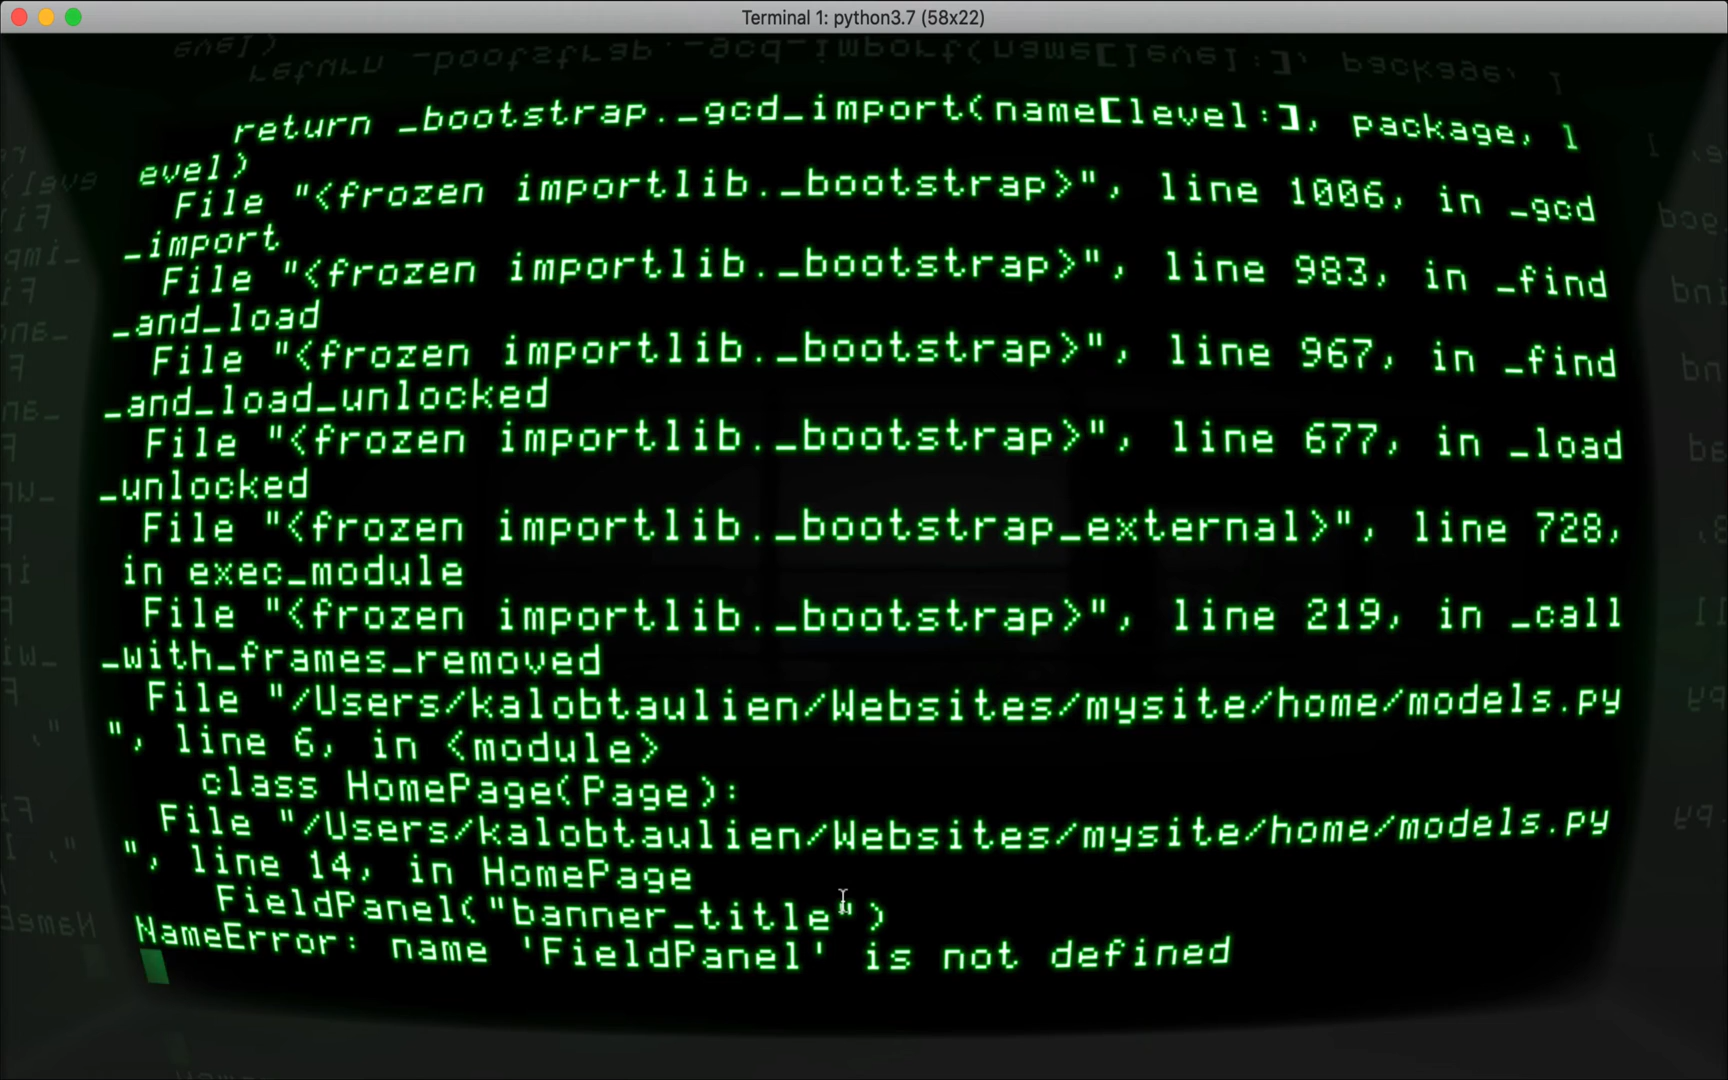 Terminal 1: python3.7 (58x22)
    return _bootstrap._gcd_import(name[level:], package, l
evel)
  File "<frozen importlib._bootstrap>", line 1006, in _gcd
_import
  File "<frozen importlib._bootstrap>", line 983, in _find
_and_load
  File "<frozen importlib._bootstrap>", line 967, in _find
_and_load_unlocked
  File "<frozen importlib._bootstrap>", line 677, in _load
_unlocked
  File "<frozen importlib._bootstrap_external>", line 728,
in exec_module
  File "<frozen importlib._bootstrap>", line 219, in _call
_with_frames_removed
  File "/Users/kalobtaulien/Websites/mysite/home/models.py
", line 6, in <module>
    class HomePage(Page):
  File "/Users/kalobtaulien/Websites/mysite/home/models.py
", line 14, in HomePage
    FieldPanel("banner_title")
NameError: name 'FieldPanel' is not defined